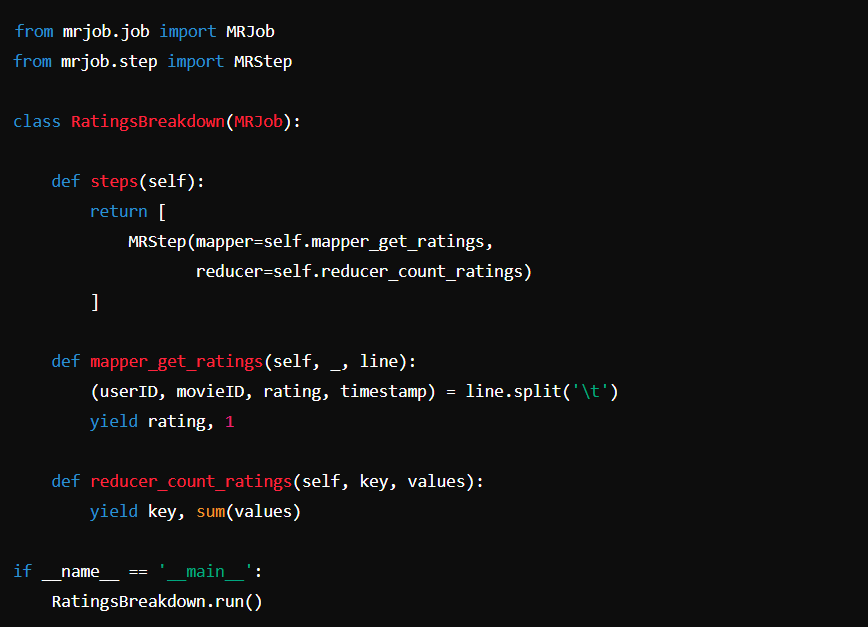 from mrjob.job import MRJob
from mrjob.step import MRStep

class RatingsBreakdown(MRJob):

    def steps(self):
        return [
            MRStep(mapper=self.mapper_get_ratings,
                   reducer=self.reducer_count_ratings)
        ]

    def mapper_get_ratings(self, _, line):
        (userID, movieID, rating, timestamp) = line.split('\t')
        yield rating, 1

    def reducer_count_ratings(self, key, values):
        yield key, sum(values)

if __name__ == '__main__':
    RatingsBreakdown.run()